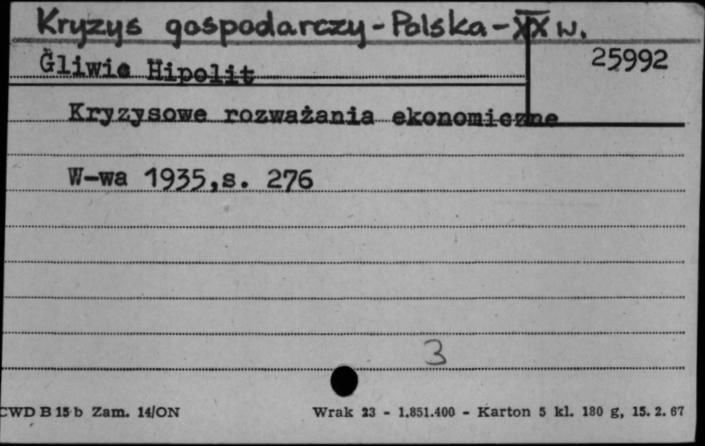 Kryzys gospodarczy - Polska - XX w.
25992
Gliwic Hipolit
Kryzysowe rozważania ekonomiczne
W-wa 1935,s. 276
3
CWD B 15 b Zam. 14/ON
Wrak 23 - 1.851.400 - Karton 5 kl. 180 g, 15. 2. 67